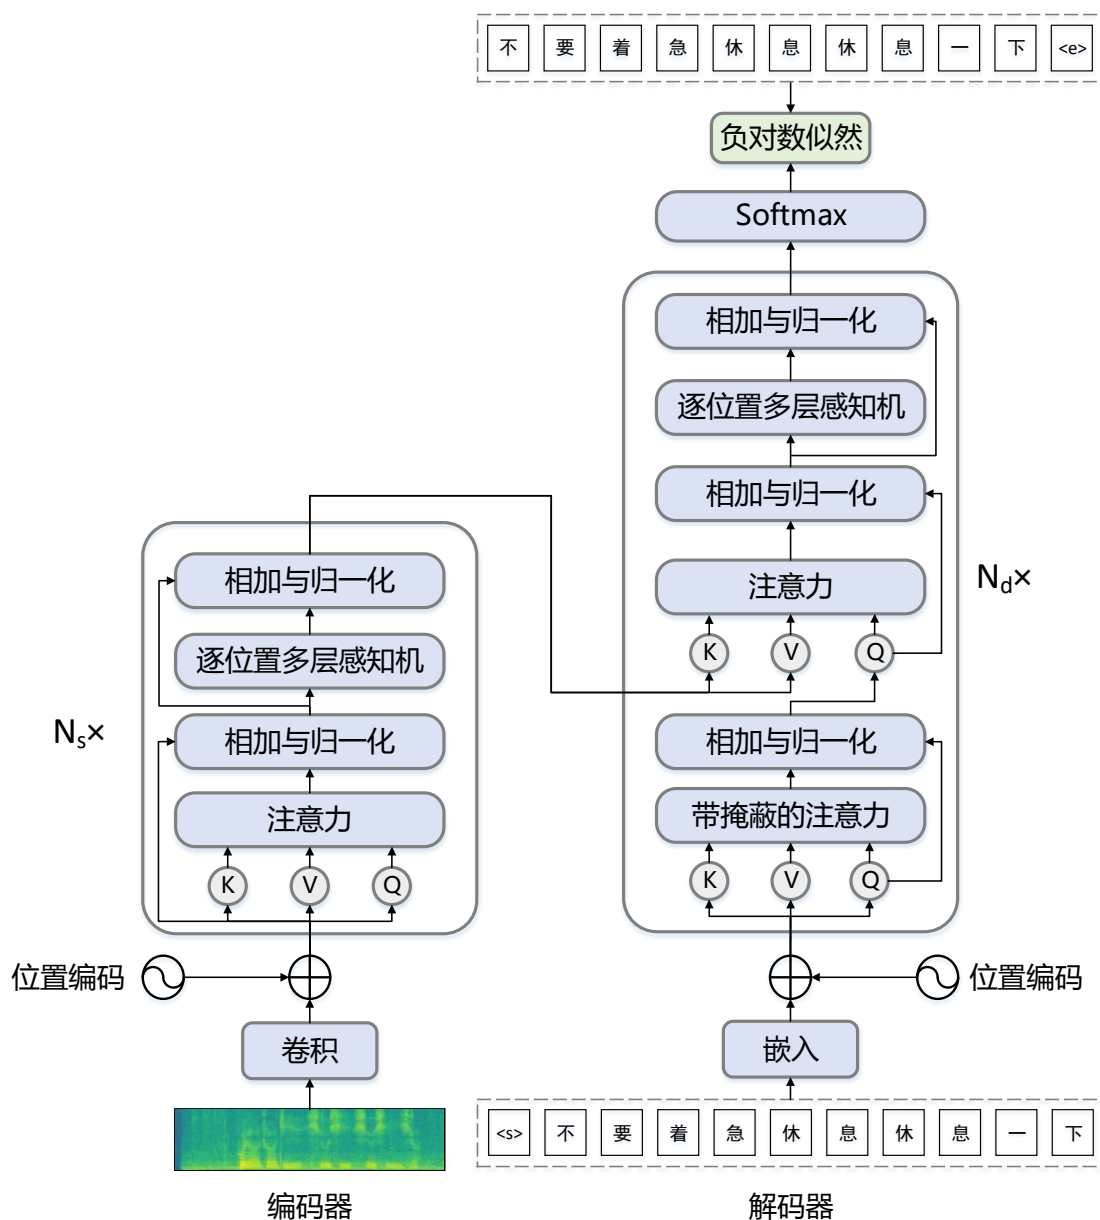 不 要 着 急 休 息 休 息 一 下 <e>
负对数似然
Softmax
相加与归一化
逐位置多层感知机
相加与归一化
注意力
K V Q
相加与归一化
带掩蔽的注意力
K V Q
N_d×
位置编码
嵌入
<s> 不 要 着 急 休 息 休 息 一 下
解码器
相加与归一化
逐位置多层感知机
N_s×
相加与归一化
注意力
K V Q
位置编码
卷积
编码器